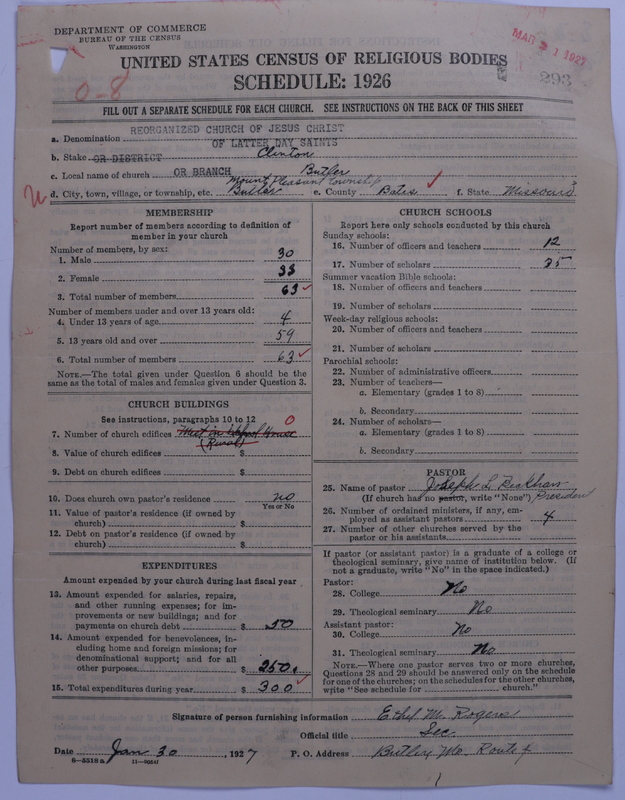 DEPARTMENT OF COMMERCE
BUREAU OF THE CENSUS
WASHINGTON
MAR 21 1927
293
UNITED STATES CENSUS OF RELIGIOUS BODIES
SCHEDULE: 1926
0-8
FILL OUT A SEPARATE SCHEDULE FOR EACH CHURCH. SEE INSTRUCTIONS ON THE BACK OF THIS SHEET
a. Denomination REORGANIZED CHURCH OF JESUS CHRIST
OF LATTER DAY SAINTS
b. Stake OR DISTRICT Clinton
c. Local name of church OR BRANCH Butler
Mount Pleasant Township
d. City, town, village, or township, etc. Butler e. County Bates f. State Missouri
MEMBERSHIP
Report number of members according to definition of
member in your church
Number of members, by sex:
1. Male 30
2. Female 33
3. Total number of members 63
Number of members under and over 13 years old:
4. Under 13 years of age 4
5. 13 years old and over 59
6. Total number of members 63
NOTE.—The total given under Question 6 should be
the same as the total of males and females given under Question 3.
CHURCH BUILDINGS
See instructions, paragraphs 10 to 12 0
7. Number of church edifices Meet in School House
(Rural)
8. Value of church edifices $
9. Debt on church edifices $
10. Does church own pastor's residence no
Yes or No
11. Value of pastor's residence (if owned by
church) $
12. Debt on pastor's residence (if owned by
church) $
EXPENDITURES
Amount expended by your church during last fiscal year
13. Amount expended for salaries, repairs,
and other running expenses; for im-
provements or new buildings; and for
payments on church debt $ 50
14. Amount expended for benevolences, in-
cluding home and foreign missions; for
denominational support; and for all
other purposes $ 250.
15. Total expenditures during year $ 300
CHURCH SCHOOLS
Report here only schools conducted by this church
Sunday schools:
16. Number of officers and teachers 12
17. Number of scholars 35
Summer vacation Bible schools:
18. Number of officers and teachers
19. Number of scholars
Week-day religious schools:
20. Number of officers and teachers
21. Number of scholars
Parochial schools:
22. Number of administrative officers
23. Number of teachers—
a. Elementary (grades 1 to 8)
b. Secondary
24. Number of scholars—
a. Elementary (grades 1 to 8)
b. Secondary
PASTOR
25. Name of pastor Joseph L
(If church has no pastor, write "None") President
26. Number of ordained ministers, if any, em-
ployed as assistant pastors 4
27. Number of other churches served by the
pastor or his assistants
If pastor (or assistant pastor) is a graduate of a college or
theological seminary, give name of institution below. (If
not a graduate, write "No" in the space indicated.)
Pastor:
28. College No
29. Theological seminary No
Assistant pastor:
30. College No
31. Theological seminary No
NOTE.—Where one pastor serves two or more churches,
Questions 28 and 29 should be answered only on the schedule
for one of the churches; on the schedules for the other churches,
write "See schedule for church."
Signature of person furnishing information Ethel M. Rogers
Official title Sec
Date Jan 30, 1927 P. O. Address Butler, Mo. Route 4